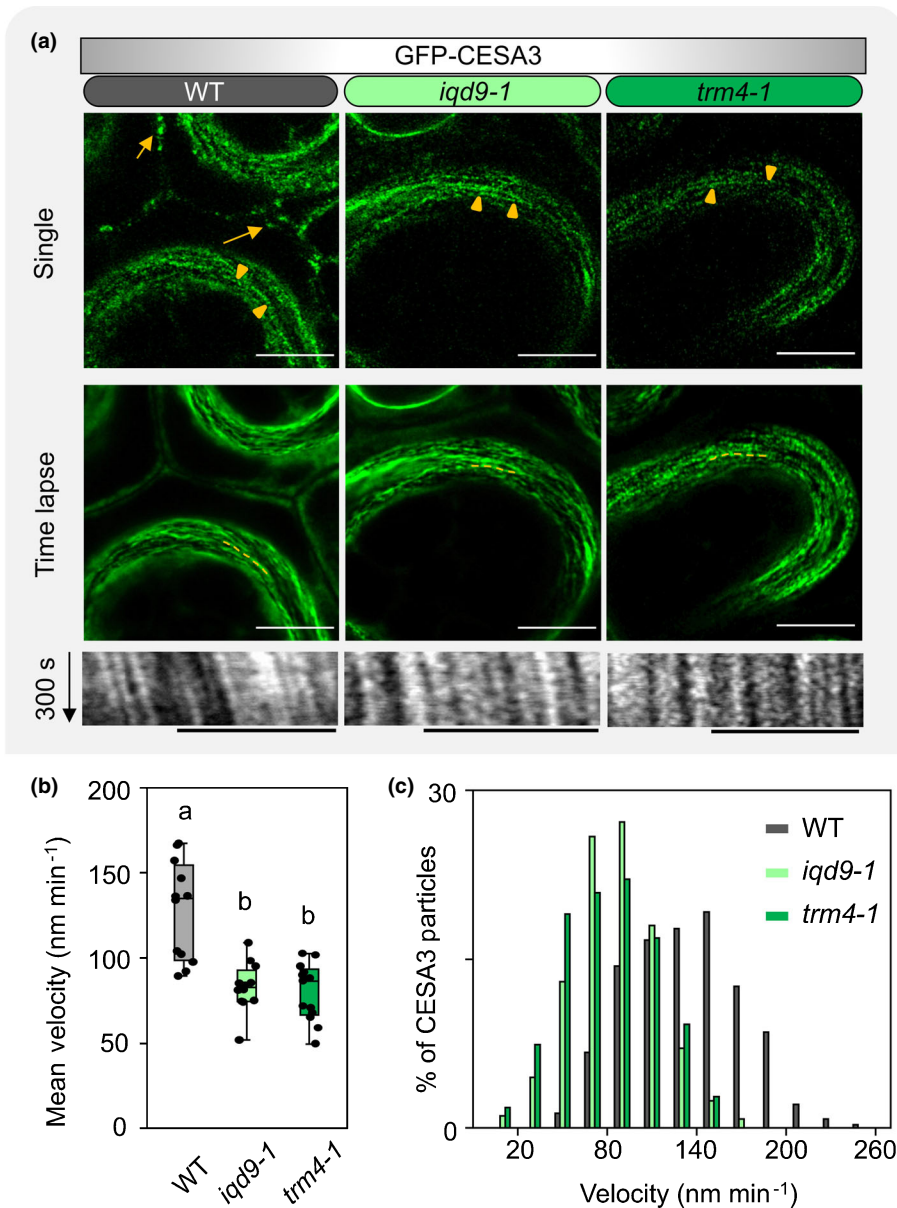 (a)
GFP-CESA3
WT
iqd9-1
trm4-1
Single
Time lapse
300 s
(b)
200
150
100
50
0
Mean velocity (nm min⁻¹)
a
b
b
WT
iqd9-1
trm4-1
(c)
30
0
% of CESA3 particles
WT
iqd9-1
trm4-1
20
80
140
200
260
Velocity (nm min⁻¹)